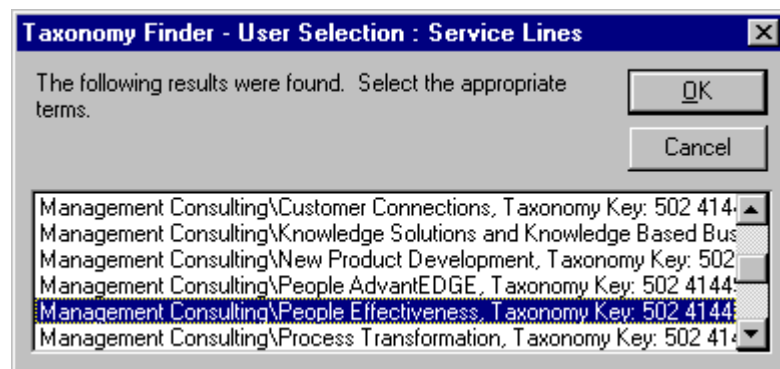 Taxonomy Finder - User Selection : Service Lines
The following results were found. Select the appropriate
terms.
OK
Cancel
Management Consulting\Customer Connections, Taxonomy Key: 502 414
Management Consulting\Knowledge Solutions and Knowledge Based Bus
Management Consulting\New Product Development, Taxonomy Key: 502
Management Consulting\People AdvantEDGE, Taxonomy Key: 502 4144
Management Consulting\People Effectiveness, Taxonomy Key: 502 4144
Management Consulting\Process Transformation, Taxonomy Key: 502 41